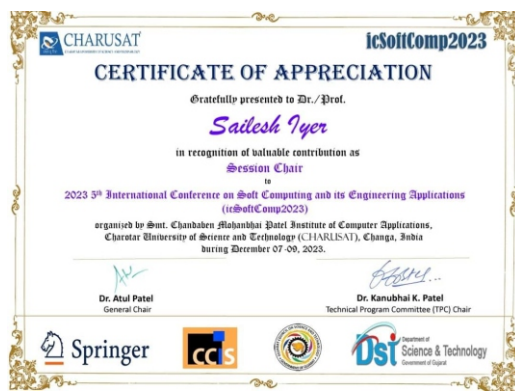 CHARUSAT
icSoftComp2023
CERTIFICATE OF APPRECIATION
Gratefully presented to Dr./Prof.
Sailesh Iyer
in recognition of valuable contribution as
Session Chair
to
2023 5th International Conference on Soft Computing and its Engineering Applications
(icSoftComp2023)
organized by Smt. Chandaben Mohanbhai Patel Institute of Computer Applications,
Charotar University of Science and Technology (CHARUSAT), Changa, India
during December 07-09, 2023.
Dr. Atul Patel
General Chair
Dr. Kanubhai K. Patel
Technical Program Committee (TPC) Chair
Springer
CCIS
Dst
Department of
Science & Technology
Government of Gujarat